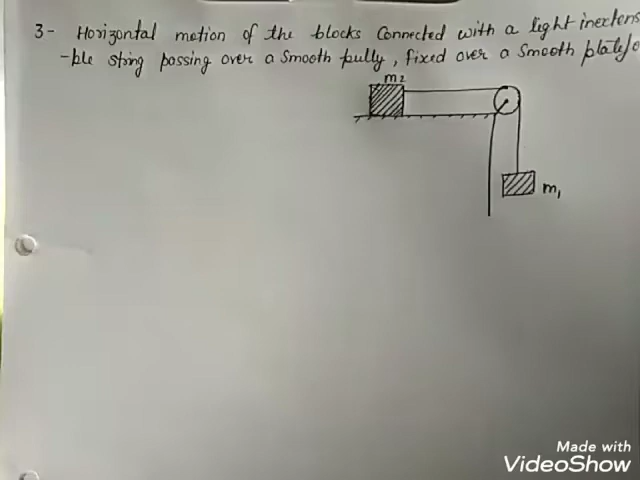 3- Horizontal motion of the blocks Connected with a light inextens
-ble string passing over a Smooth pully, fixed over a Smooth platfo
m2
m1
Made with
VideoShow